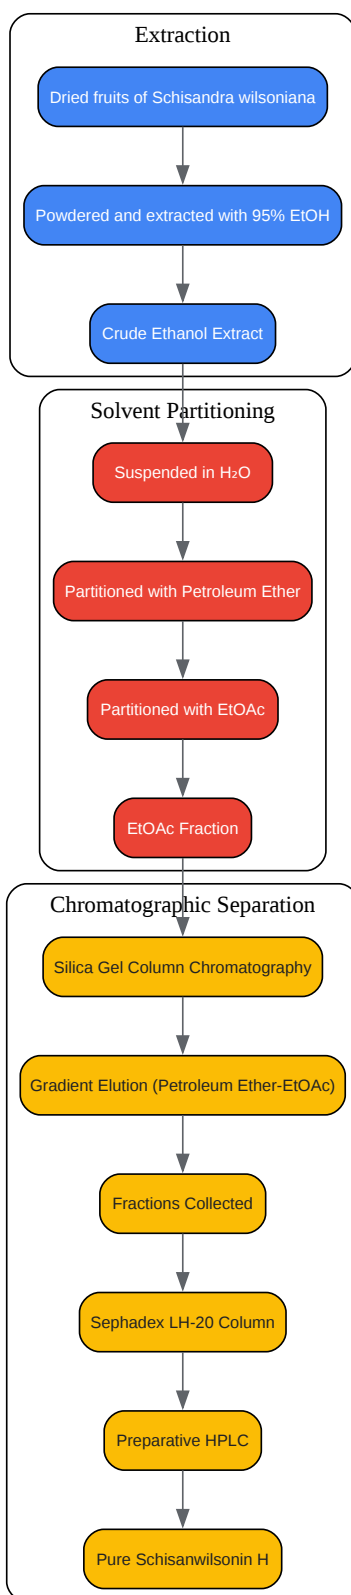 Extraction
Dried fruits of Schisandra wilsoniana
Powdered and extracted with 95% EtOH
Crude Ethanol Extract
Solvent Partitioning
Suspended in H₂O
Partitioned with Petroleum Ether
Partitioned with EtOAc
EtOAc Fraction
Chromatographic Separation
Silica Gel Column Chromatography
Gradient Elution (Petroleum Ether-EtOAc)
Fractions Collected
Sephadex LH-20 Column
Preparative HPLC
Pure Schisanwilsonin H